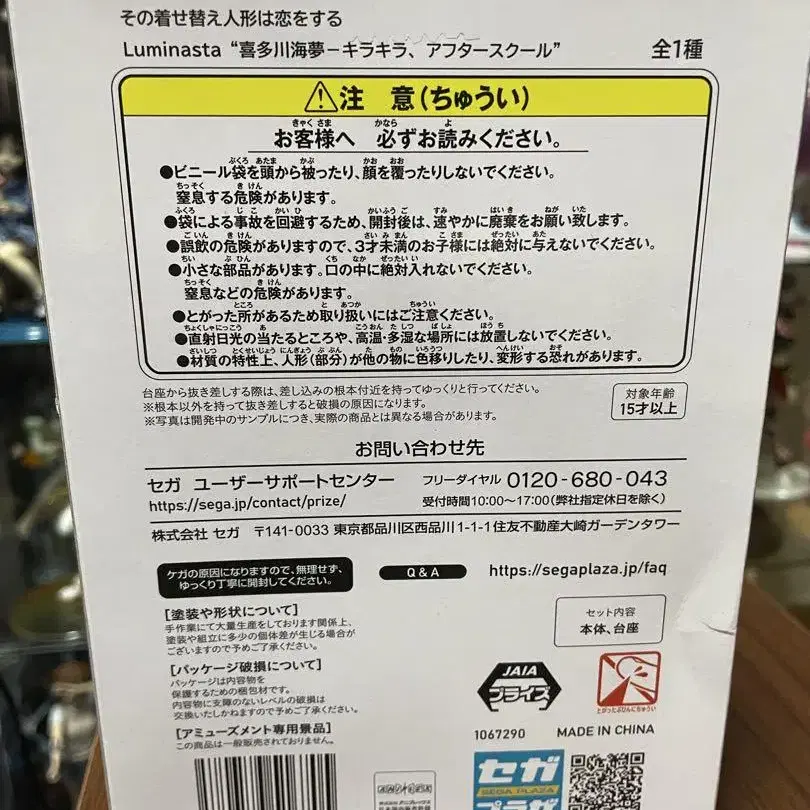 その着せ替え人形は恋をする
Luminasta “喜多川海夢－キラキラ、アフタースクール” 全1種
注 意(ちゅうい)
お客様へ 必ずお読みください。
●ビニール袋を頭から被ったり、顔を覆ったりしないでください。
窒息する危険があります。
●袋による事故を回避するため、開封後は、速やかに廃棄をお願い致します。
●誤飲の危険がありますので、3才未満のお子様には絶対に与えないでください。
●小さな部品があります。口の中に絶対入れないでください。
窒息などの危険があります。
●とがった所があるため取り扱いにはご注意ください。
●直射日光の当たるところや、高温・多湿な場所には放置しないでください。
●材質の特性上、人形(部分)が他の物に色移りしたり、変形する恐れがあります。
台座から抜き差しする際は、差し込みの根本付近を持ってゆっくりと行ってください。
※根本以外を持って抜き差しすると破損の原因になります。
※写真は開発中のサンプルにつき、実際の商品とは異なる場合があります。
対象年齢
15才以上
お問い合わせ先
セガ ユーザーサポートセンター フリーダイヤル 0120-680-043
https://sega.jp/contact/prize/ 受付時間10:00～17:00(弊社指定休日を除く)
株式会社 セガ 〒141-0033 東京都品川区西品川1-1-1住友不動産大崎ガーデンタワー
ケガの原因になりますので、無理せず、
ゆっくり丁寧に開封してください。
Q&A https://segaplaza.jp/faq
[塗装や形状について]
手作業にて大量生産をしております関係上、
塗装や組立に多少の個体差が生じる場合が
ございますので予めご了承ください。
セット内容
本体、台座
[パッケージ破損について]
パッケージは内容物を
保護するための梱包材です。
内容物に支障のないレベルの破損は
交換いたしかねますので予めご了承ください。
JAIA
プライズ
とがったぶひんにちゅうい
[アミューズメント専用景品]
この商品は一般販売されておりません。
1067290 MADE IN CHINA
セガ
SEGA PLAZA
プラザ